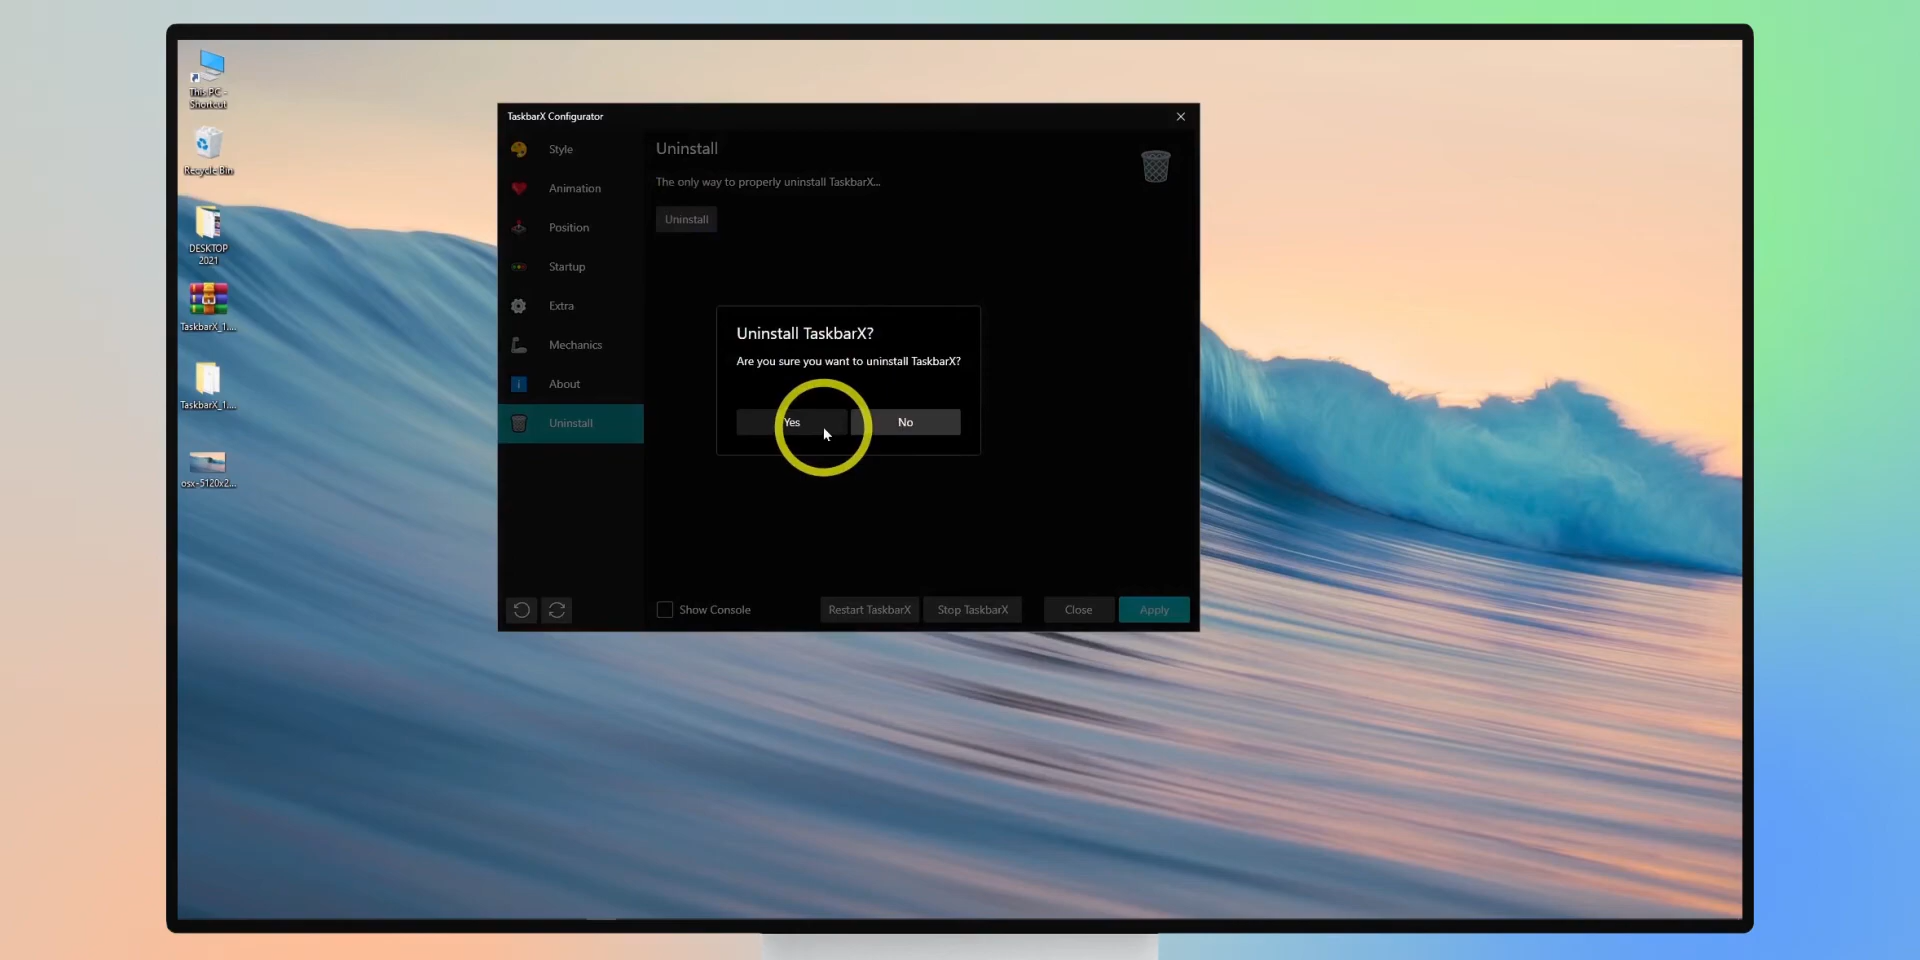 This PC -
Shortcut
Recycle Bin
DESKTOP
2021
TaskbarX_1....
TaskbarX_1....
osx-5120x2...
TaskbarX Configurator
Style
Animation
Position
Startup
Extra
Mechanics
About
Uninstall
Uninstall
The only way to properly uninstall TaskbarX...
Uninstall
Uninstall TaskbarX?
Are you sure you want to uninstall TaskbarX?
Yes
No
Show Console
Restart TaskbarX
Stop TaskbarX
Close
Apply